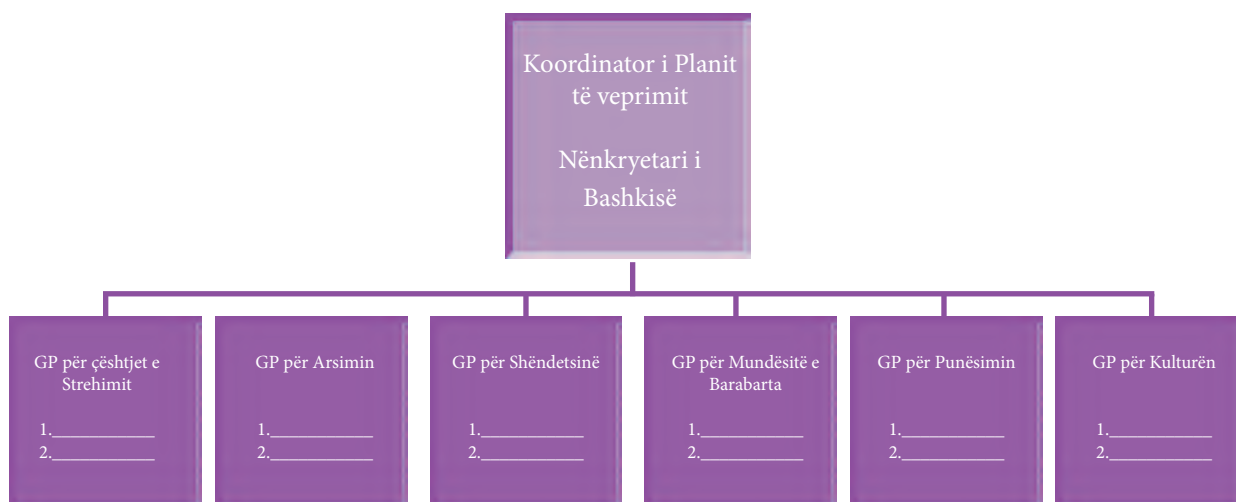 Koordinator i Planit
të veprimit
Nënkryetari i
Bashkisë
GP për çështjet e
Strehimit
1.___________
2.___________
GP për Arsimin
1.___________
2.___________
GP për Shëndetsinë
1.___________
2.___________
GP për Mundësitë e
Barabarta
1.___________
2.___________
GP për Punësimin
1.___________
2.___________
GP për Kulturën
1.___________
2.___________